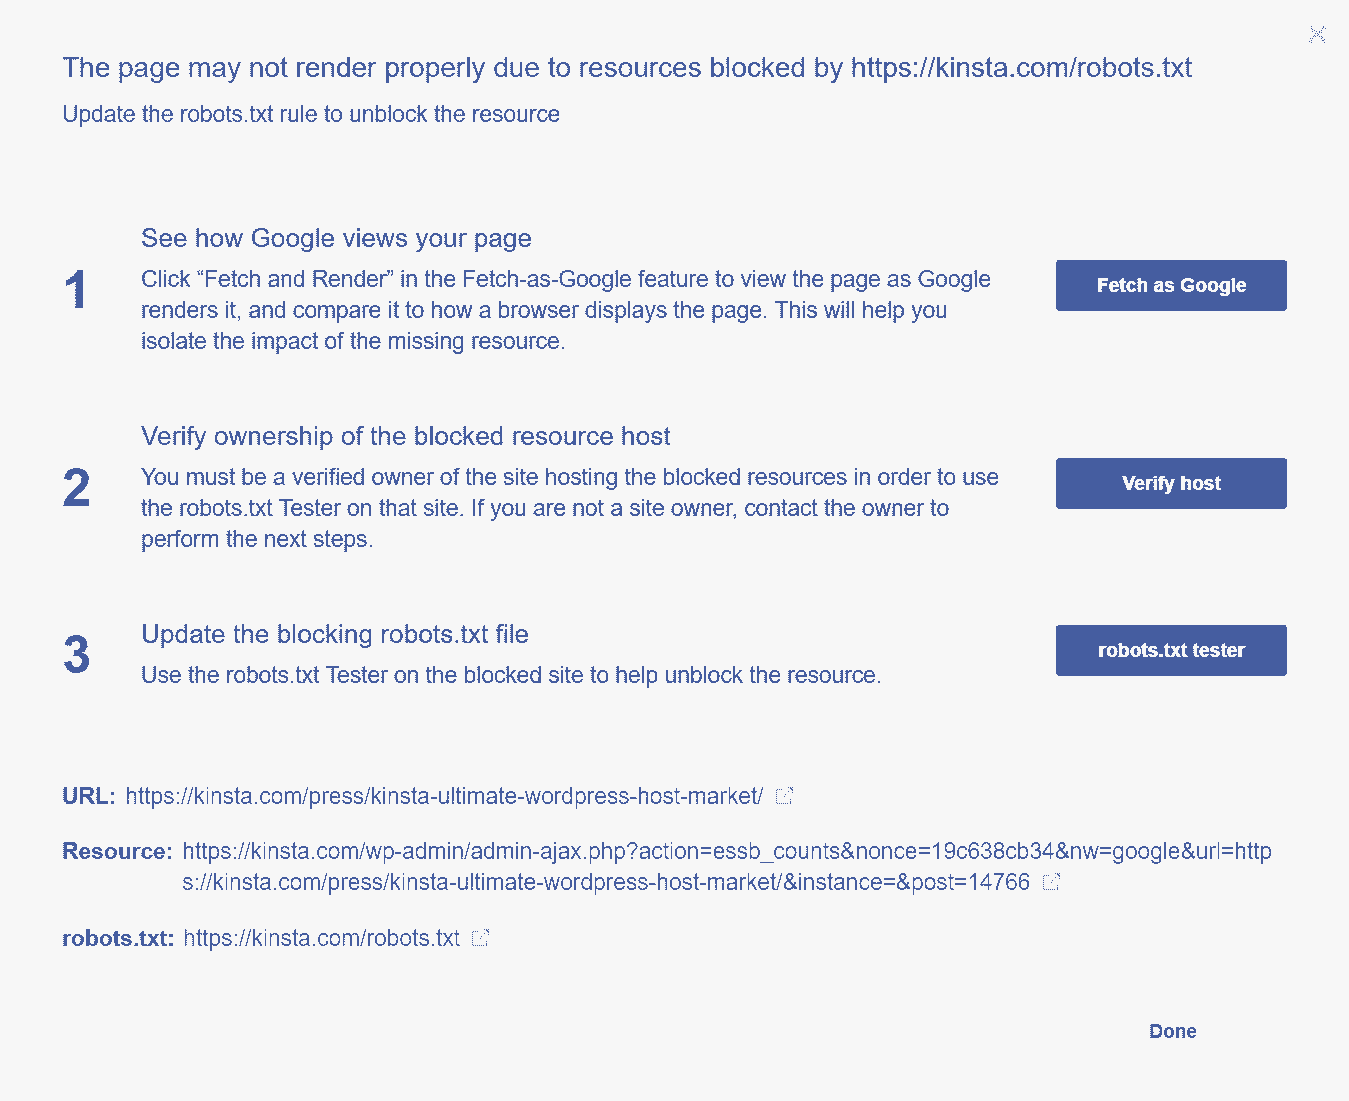 The page may not render properly due to resources blocked by https://kinsta.com/robots.txt
Update the robots.txt rule to unblock the resource
See how Google views your page
1
Click “Fetch and Render” in the Fetch-as-Google feature to view the page as Google
renders it, and compare it to how a browser displays the page. This will help you
isolate the impact of the missing resource.
Fetch as Google
Verify ownership of the blocked resource host
2
You must be a verified owner of the site hosting the blocked resources in order to use
the robots.txt Tester on that site. If you are not a site owner, contact the owner to
perform the next steps.
Verify host
3
Update the blocking robots.txt file
Use the robots.txt Tester on the blocked site to help unblock the resource.
robots.txt tester
URL: https://kinsta.com/press/kinsta-ultimate-wordpress-host-market/
Resource: https://kinsta.com/wp-admin/admin-ajax.php?action=essb_counts&nonce=19c638cb34&nw=google&url=http
s://kinsta.com/press/kinsta-ultimate-wordpress-host-market/&instance=&post=14766
robots.txt: https://kinsta.com/robots.txt
Done